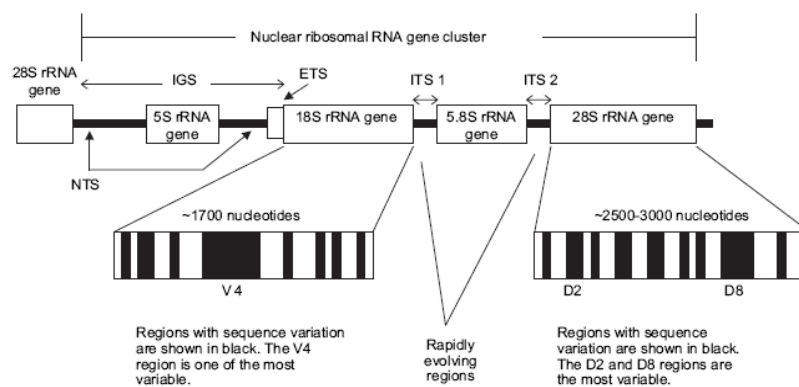 Nuclear ribosomal RNA gene cluster
28S rRNA
gene
IGS
ETS
ITS 1
ITS 2
5S rRNA
gene
18S rRNA gene
5.8S rRNA
gene
28S rRNA gene
NTS
~1700 nucleotides
~2500-3000 nucleotides
V4
D2
D8
Regions with sequence variation
are shown in black. The V4
region is one of the most
variable.
Rapidly
evolving
regions
Regions with sequence
variation are shown in black.
The D2 and D8 regions are
the most variable.